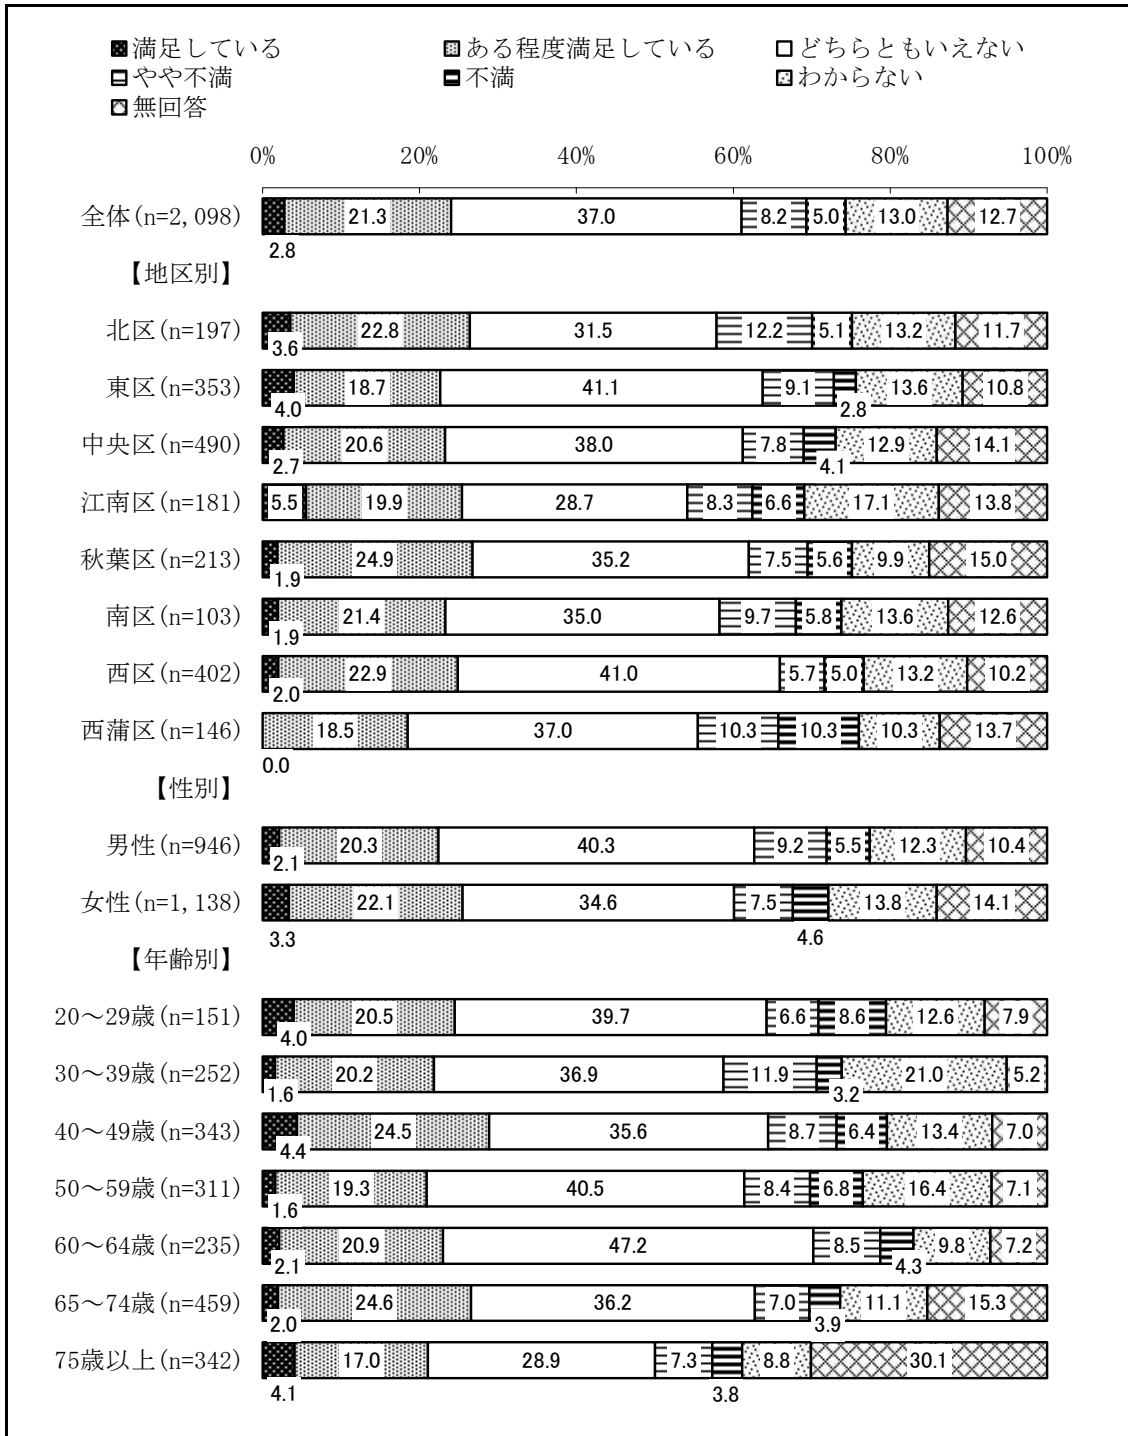 満足している ある程度満足している どちらともいえない
やや不満 不満 わからない
無回答
0% 20% 40% 60% 80% 100%
全体(n=2,098) 21.3 37.0 8.2 5.0 13.0 12.7
2.8
【地区別】
北区(n=197) 3.6 22.8 31.5 12.2 5.1 13.2 11.7
東区(n=353) 4.0 18.7 41.1 9.1 2.8 13.6 10.8
中央区(n=490) 2.7 20.6 38.0 7.8 4.1 12.9 14.1
江南区(n=181) 5.5 19.9 28.7 8.3 6.6 17.1 13.8
秋葉区(n=213) 1.9 24.9 35.2 7.5 5.6 9.9 15.0
南区(n=103) 1.9 21.4 35.0 9.7 5.8 13.6 12.6
西区(n=402) 2.0 22.9 41.0 5.7 5.0 13.2 10.2
西蒲区(n=146) 18.5 37.0 10.3 10.3 10.3 13.7
0.0
【性別】
男性(n=946) 2.1 20.3 40.3 9.2 5.5 12.3 10.4
女性(n=1,138) 22.1 34.6 7.5 13.8 14.1
3.3 4.6
【年齢別】
20～29歳(n=151) 4.0 20.5 39.7 6.6 8.6 12.6 7.9
30～39歳(n=252) 1.6 20.2 36.9 11.9 3.2 21.0 5.2
40～49歳(n=343) 4.4 24.5 35.6 8.7 6.4 13.4 7.0
50～59歳(n=311) 1.6 19.3 40.5 8.4 6.8 16.4 7.1
60～64歳(n=235) 2.1 20.9 47.2 8.5 4.3 9.8 7.2
65～74歳(n=459) 2.0 24.6 36.2 7.0 3.9 11.1 15.3
75歳以上(n=342) 17.0 28.9 7.3 8.8 30.1
4.1 3.8